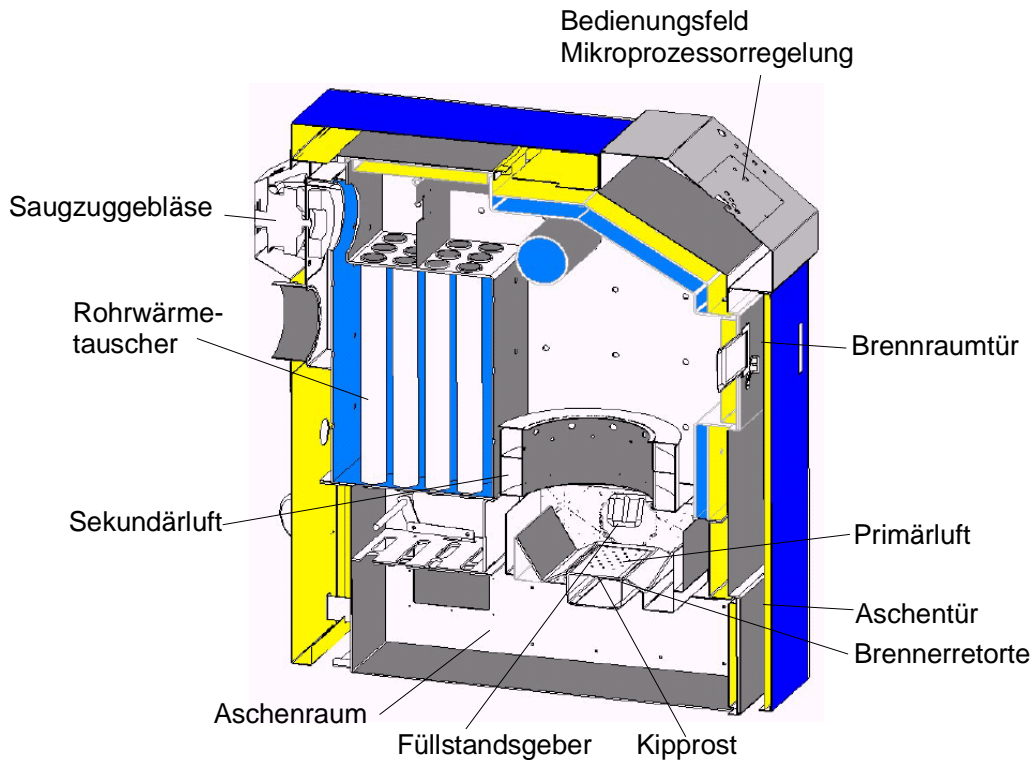 Bedienungsfeld
Mikroprozessorregelung
Saugzuggebläse
Rohrwärme-
tauscher
Brennraumtür
Sekundärluft
Primärluft
Aschentür
Brennerretorte
Aschenraum
Füllstandsgeber
Kipprost